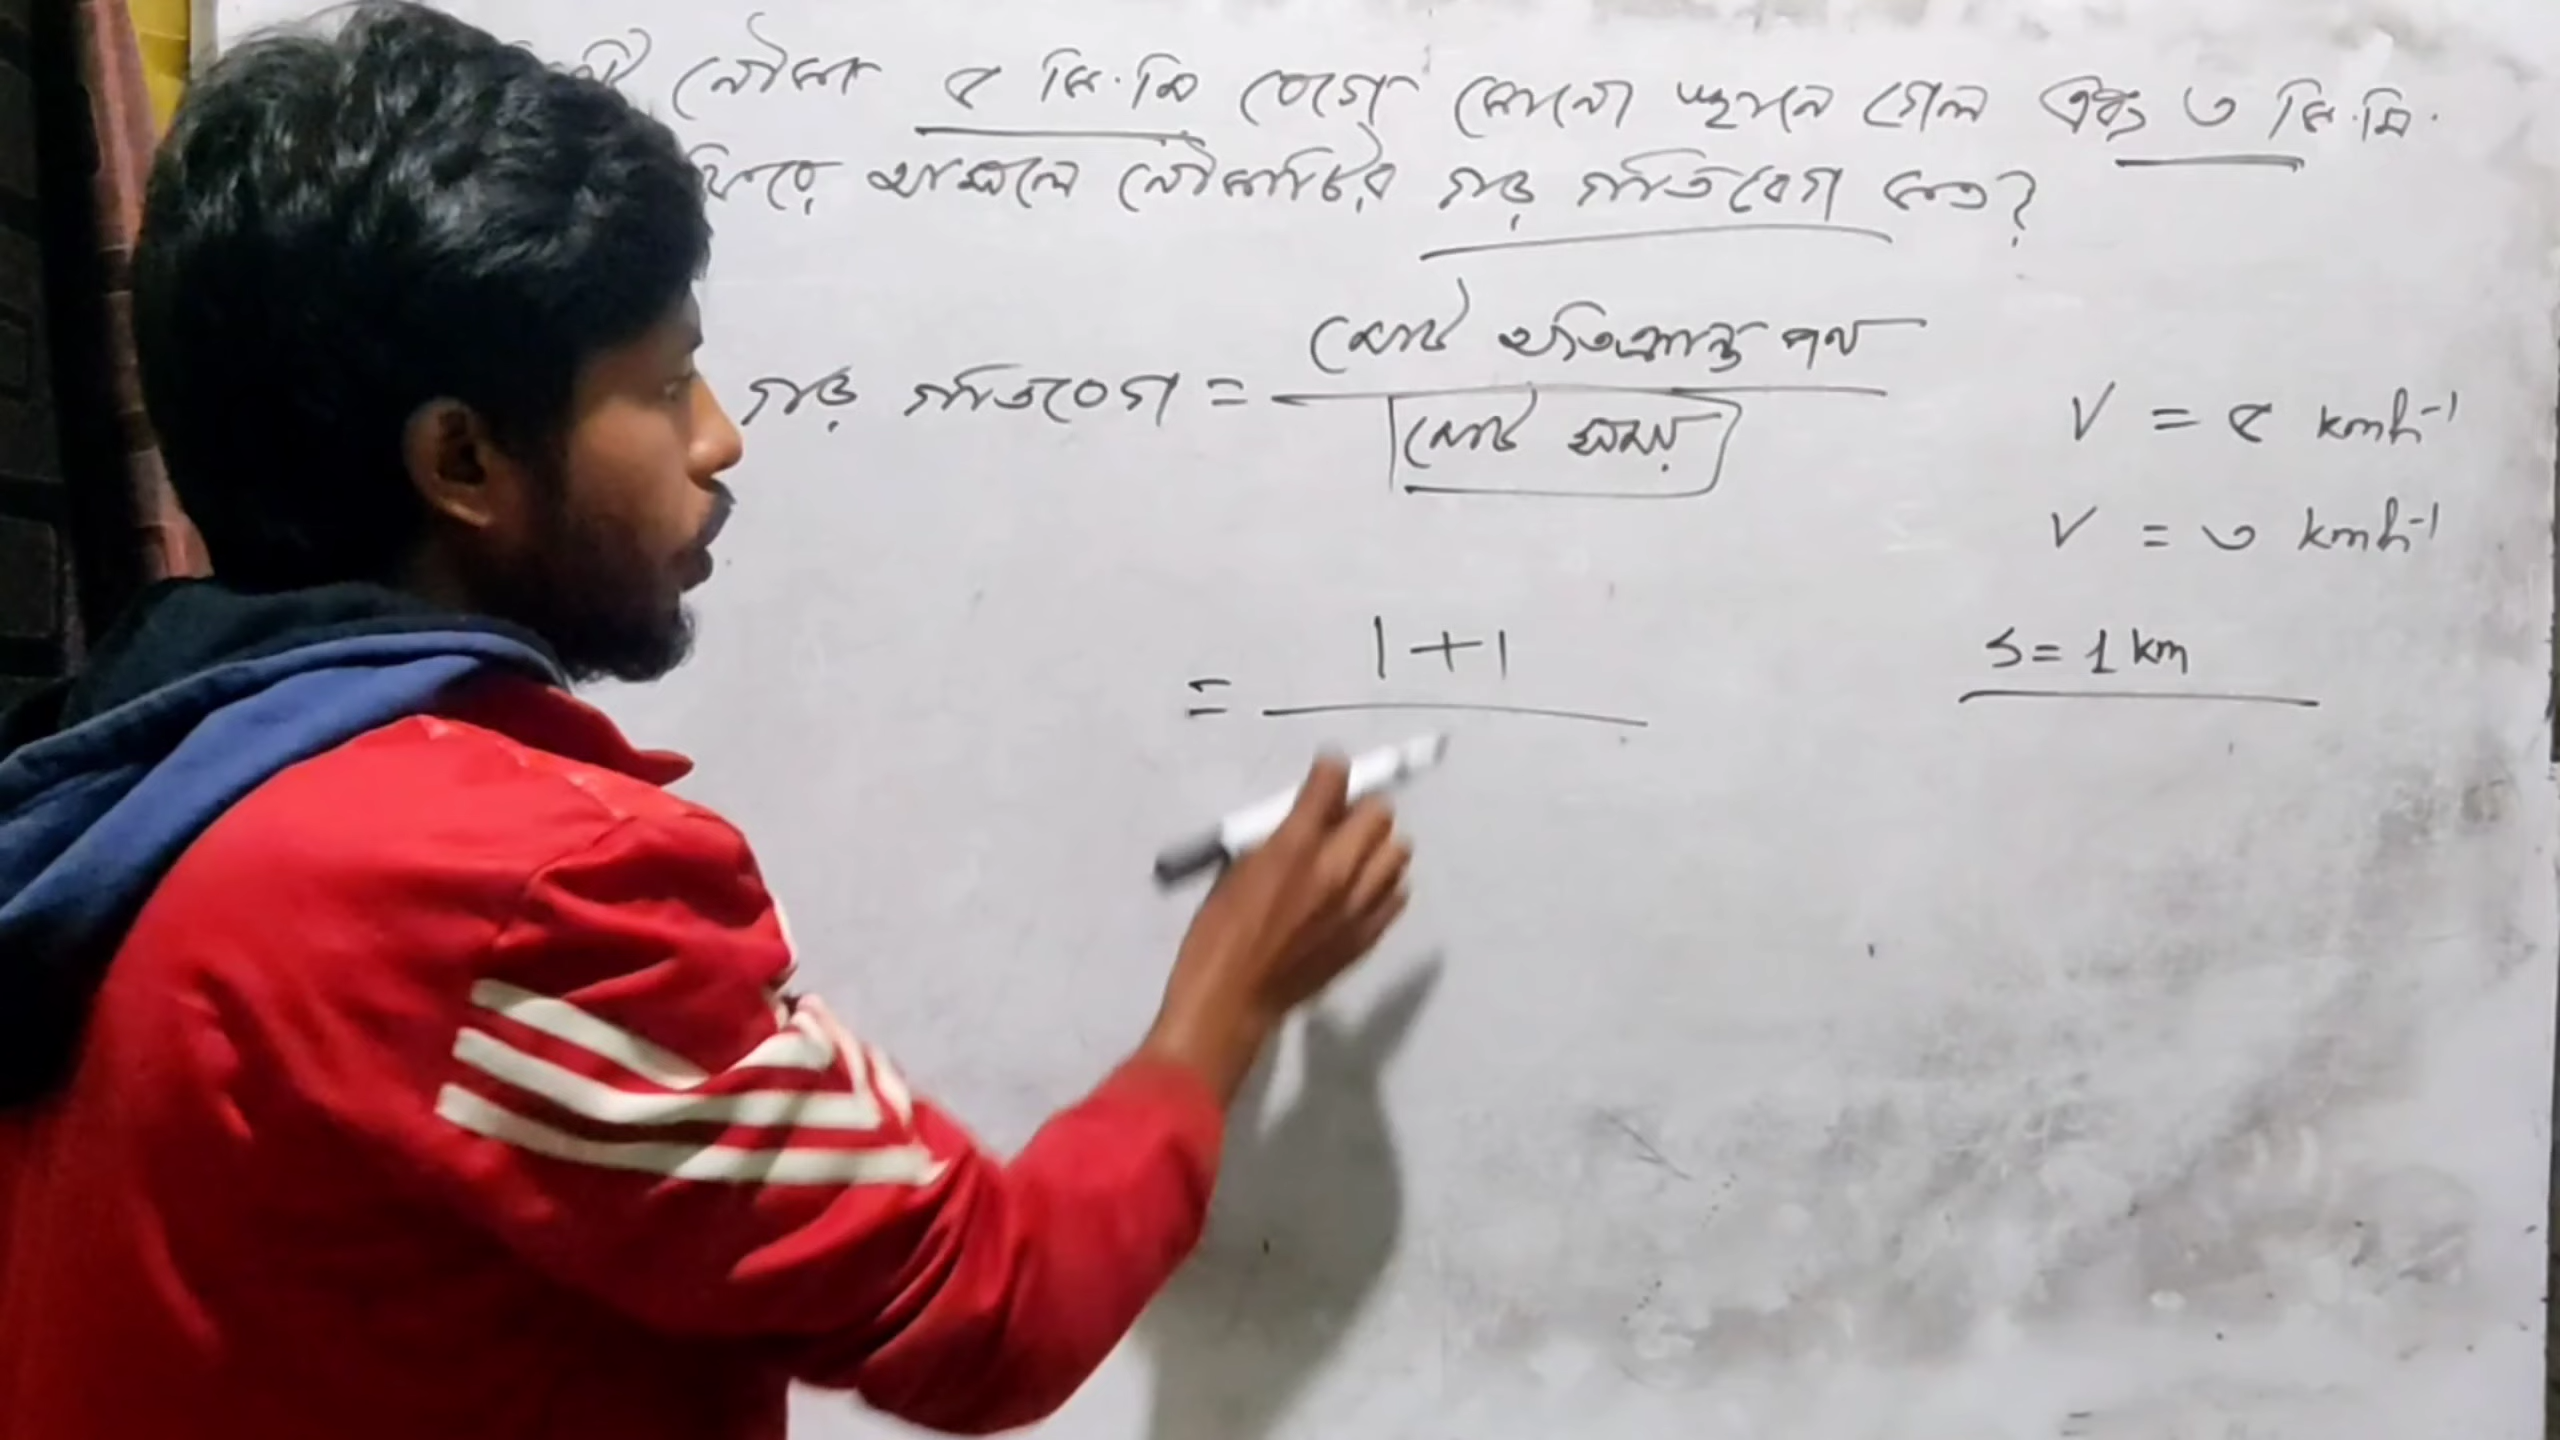 টি নৌকা ৫ কি.মি বেগে কোনো স্থানে গেল এবং ৩ কি.মি.
ফিরে আসলে নৌকাটির গড় গতিবেগ কত?
গড় গতিবেগ = মোট অতিক্রান্ত পথ
মোট সময়
V = ৫ kmh⁻¹
V = ৩ kmh⁻¹
= 1+1
S = 1 km